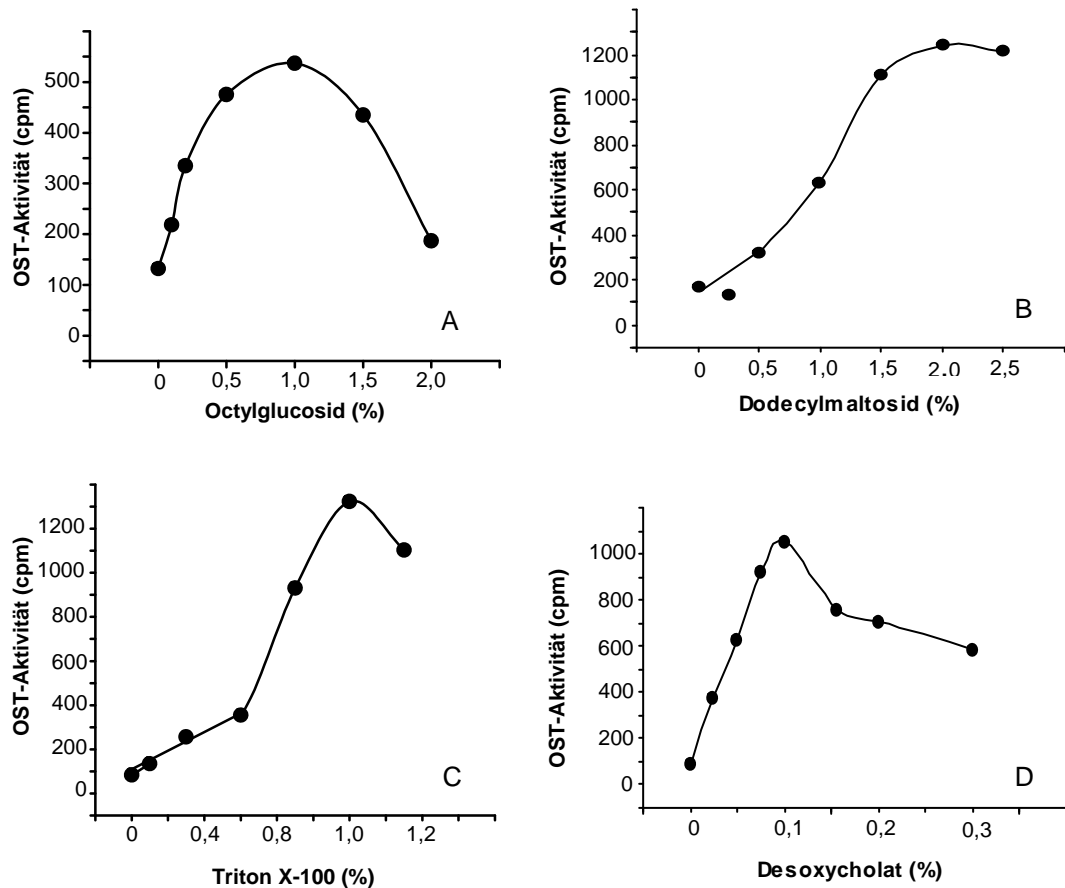 OST-Aktivität (cpm)
500
400
300
200
100
0
0 0,5 1,0 1,5 2,0
Octylglucosid (%)
A
OST-Aktivität (cpm)
1200
1000
800
600
400
200
0
0 0,5 1,0 1,5 2.0 2,5
Dodecylmaltosid (%)
B
OST-Aktivität (cpm)
1200
1000
800
600
400
200
0
0 0,4 0,8 1,0 1,2
Triton X-100 (%)
C
OST-Aktivität (cpm)
1000
800
600
400
200
0
0 0,1 0,2 0,3
Desoxycholat (%)
D